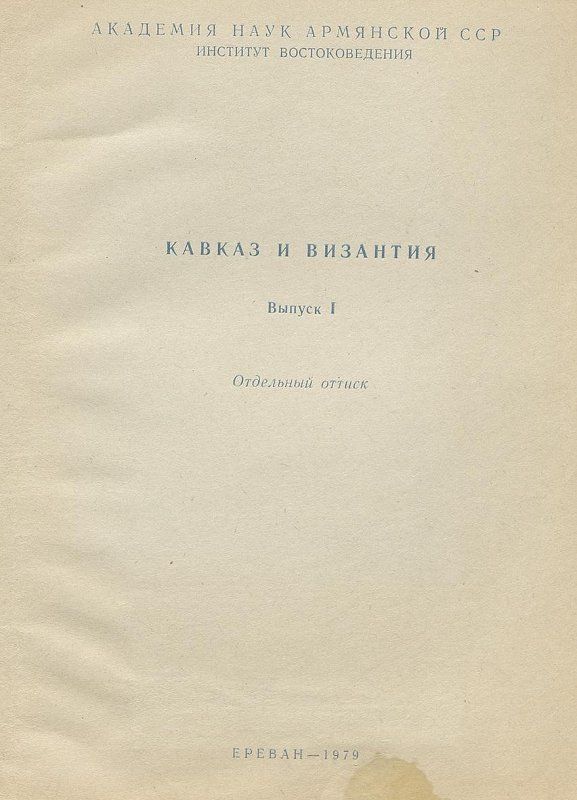 АКАДЕМИЯ НАУК АРМЯНСКОЙ ССР
ИНСТИТУТ ВОСТОКОВЕДЕНИЯ
КАВКАЗ И ВИЗАНТИЯ
Выпуск I
Отдельный оттиск
ЕРЕВАН—1979